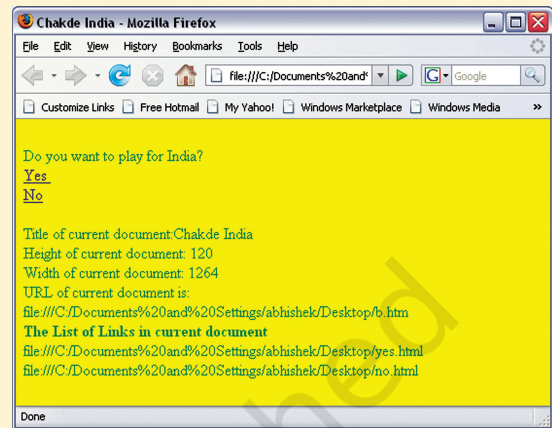 Chakde India - Mozilla Firefox
File Edit View History Bookmarks Tools Help
file:///C:/Documents%20and%
G Google
Customize Links Free Hotmail My Yahoo! Windows Marketplace Windows Media »
Do you want to play for India?
Yes
No
Title of current document:Chakde India
Height of current document: 120
Width of current document: 1264
URL of current document is:
file:///C:/Documents%20and%20Settings/abhishek/Desktop/b.htm
The List of Links in current document
file:///C:/Documents%20and%20Settings/abhishek/Desktop/yes.html
file:///C:/Documents%20and%20Settings/abhishek/Desktop/no.html
Done
hed